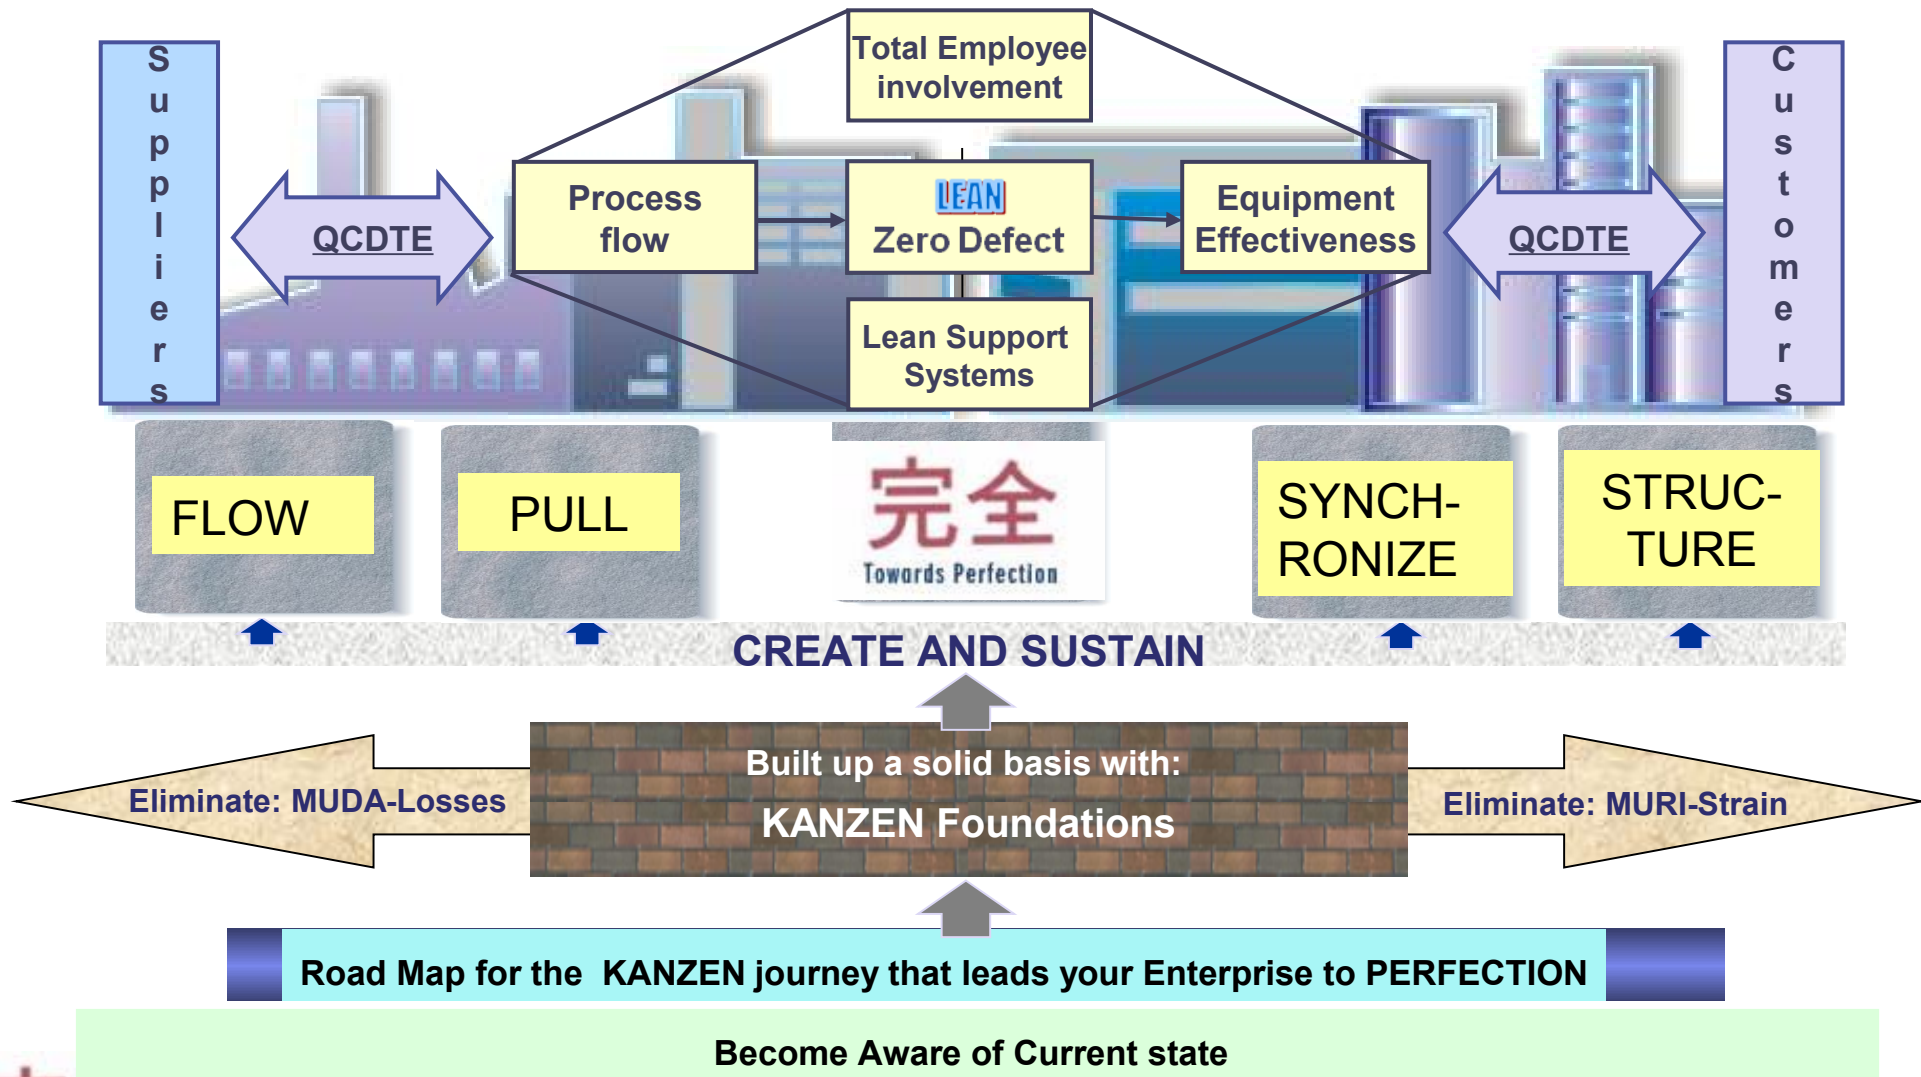 Suppliers
Total Employee
involvement
Customers
QCDTE
Process
flow
LEAN
Zero Defect
Equipment
Effectiveness
QCDTE
Lean Support
Systems
FLOW
PULL
完全
Towards Perfection
SYNCH-
RONIZE
STRUC-
TURE
CREATE AND SUSTAIN
Eliminate: MUDA-Losses
Built up a solid basis with:
KANZEN Foundations
Eliminate: MURI-Strain
Road Map for the KANZEN journey that leads your Enterprise to PERFECTION
Become Aware of Current state